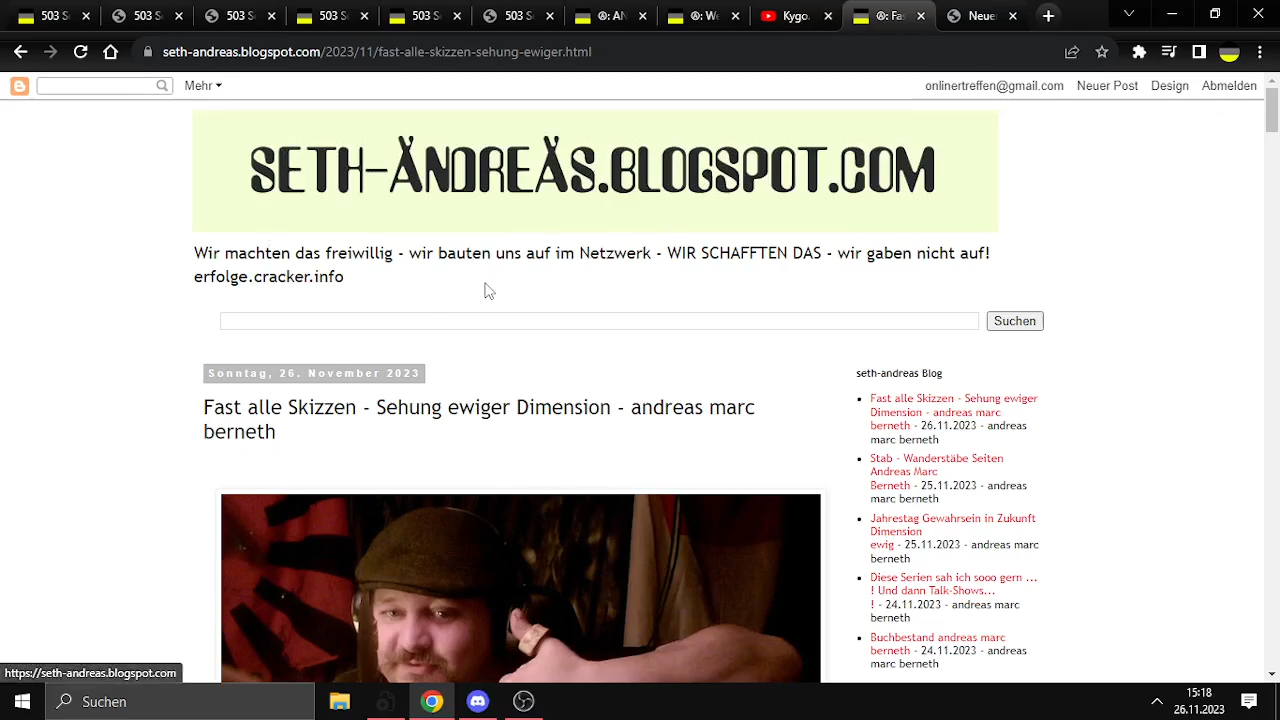 503 S
503 S
503 S
503 S
503 S
503 S
Ⓐ: AN
Ⓐ: W
Kygo.
Ⓐ: Fa
Neue
seth-andreas.blogspot.com/2023/11/fast-alle-skizzen-sehung-ewiger.html
Mehr
onlinertreffen@gmail.com Neuer Post Design Abmelden
SETH-ÄNDREÄS.BLOGSPOT.COM
Wir machten das freiwillig - wir bauten uns auf im Netzwerk - WIR SCHAFFTEN DAS - wir gaben nicht auf!
erfolge.cracker.info
Suchen
Sonntag, 26. November 2023
Fast alle Skizzen - Sehung ewiger Dimension - andreas marc
berneth
seth-andreas Blog
Fast alle Skizzen - Sehung ewiger
Dimension - andreas marc
berneth - 26.11.2023 - andreas
marc berneth
Stab - Wanderstäbe Seiten
Andreas Marc
Berneth - 25.11.2023 - andreas
marc berneth
Jahrestag Gewahrsein in Zukunft
Dimension
ewig - 25.11.2023 - andreas marc
berneth
Diese Serien sah ich sooo gern ...
! Und dann Talk-Shows...
! - 24.11.2023 - andreas marc
berneth
Buchbestand andreas marc
berneth - 24.11.2023 - andreas
marc berneth
https://seth-andreas.blogspot.com
Suchen
15:18
26.11.2023